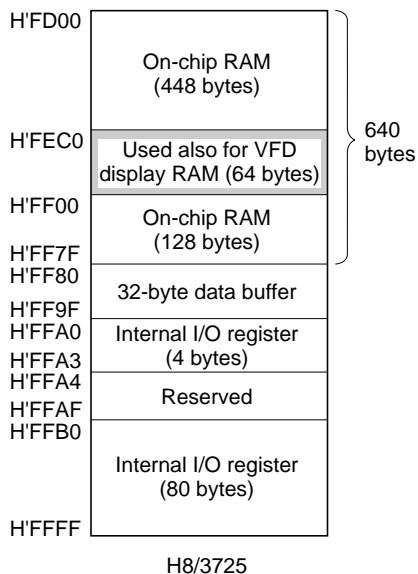 H'FD00
On-chip RAM
(448 bytes)
640
bytes
H'FEC0
Used also for VFD
display RAM (64 bytes)
H'FF00
On-chip RAM
(128 bytes)
H'FF7F
H'FF80
32-byte data buffer
H'FF9F
H'FFA0
Internal I/O register
(4 bytes)
H'FFA3
H'FFA4
Reserved
H'FFAF
H'FFB0
Internal I/O register
(80 bytes)
H'FFFF
H8/3725